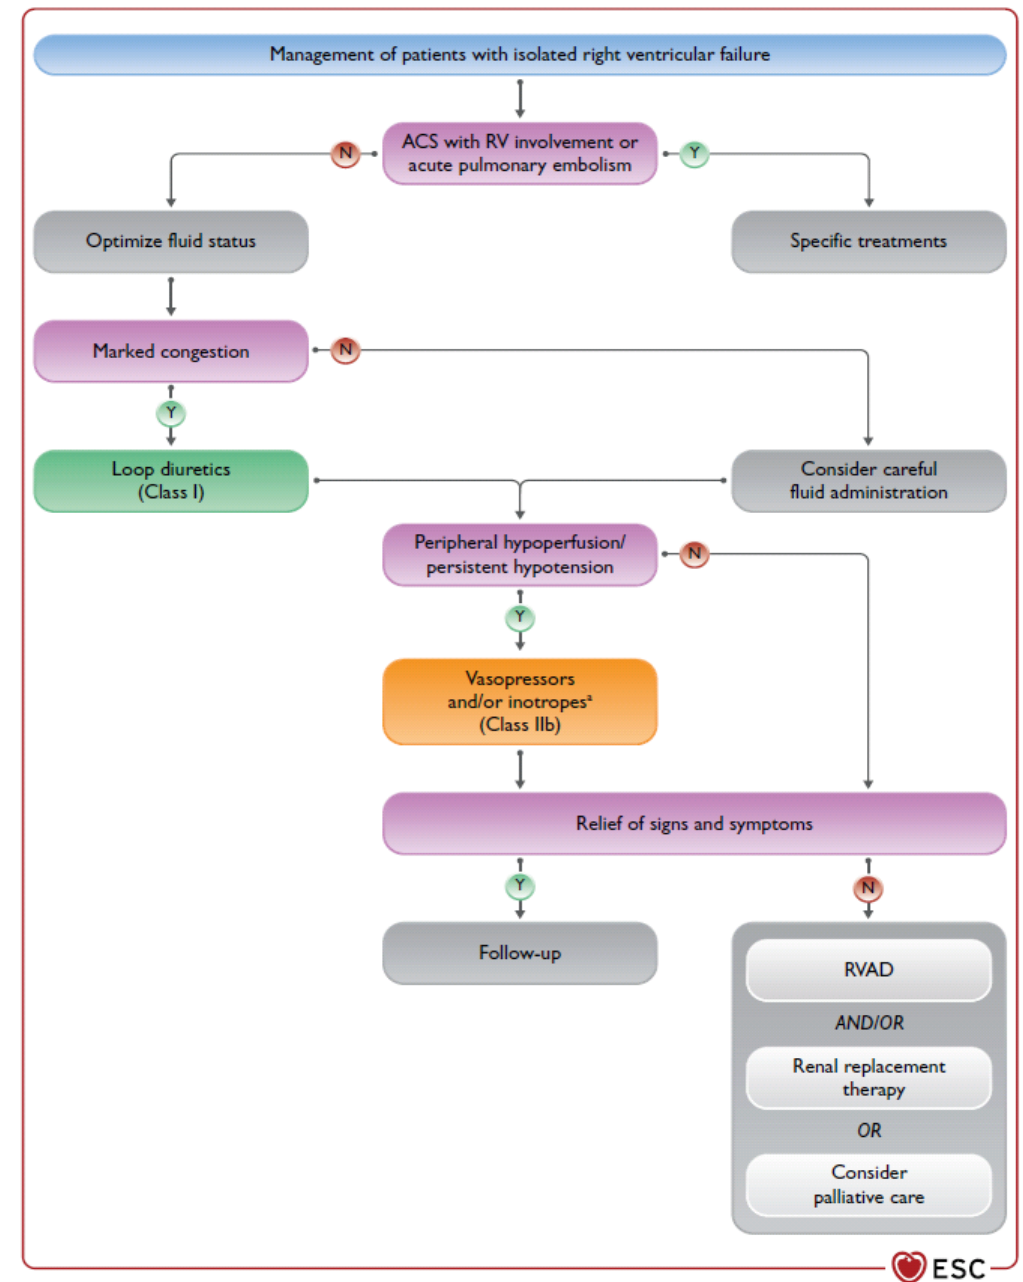 Management of patients with isolated right ventricular failure
ACS with RV involvement or
acute pulmonary embolism
N
Y
Optimize fluid status
Specific treatments
Marked congestion
N
Y
Loop diuretics
(Class I)
Consider careful
fluid administration
Peripheral hypoperfusion/
persistent hypotension
N
Y
Vasopressors
and/or inotropesᵃ
(Class IIb)
Relief of signs and symptoms
Y
N
Follow-up
RVAD
AND/OR
Renal replacement
therapy
OR
Consider
palliative care
ESC